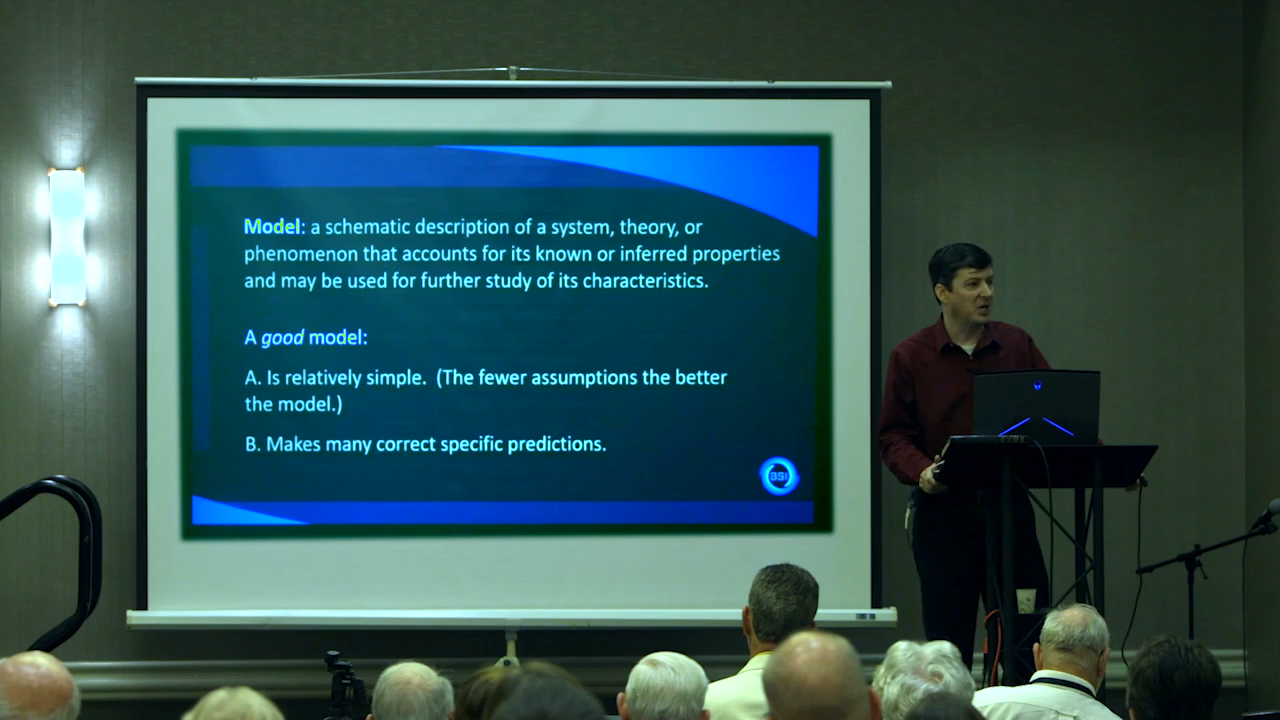 Model: a schematic description of a system, theory, or
phenomenon that accounts for its known or inferred properties
and may be used for further study of its characteristics.
A good model:
A. Is relatively simple.  (The fewer assumptions the better
the model.)
B. Makes many correct specific predictions.
BSI